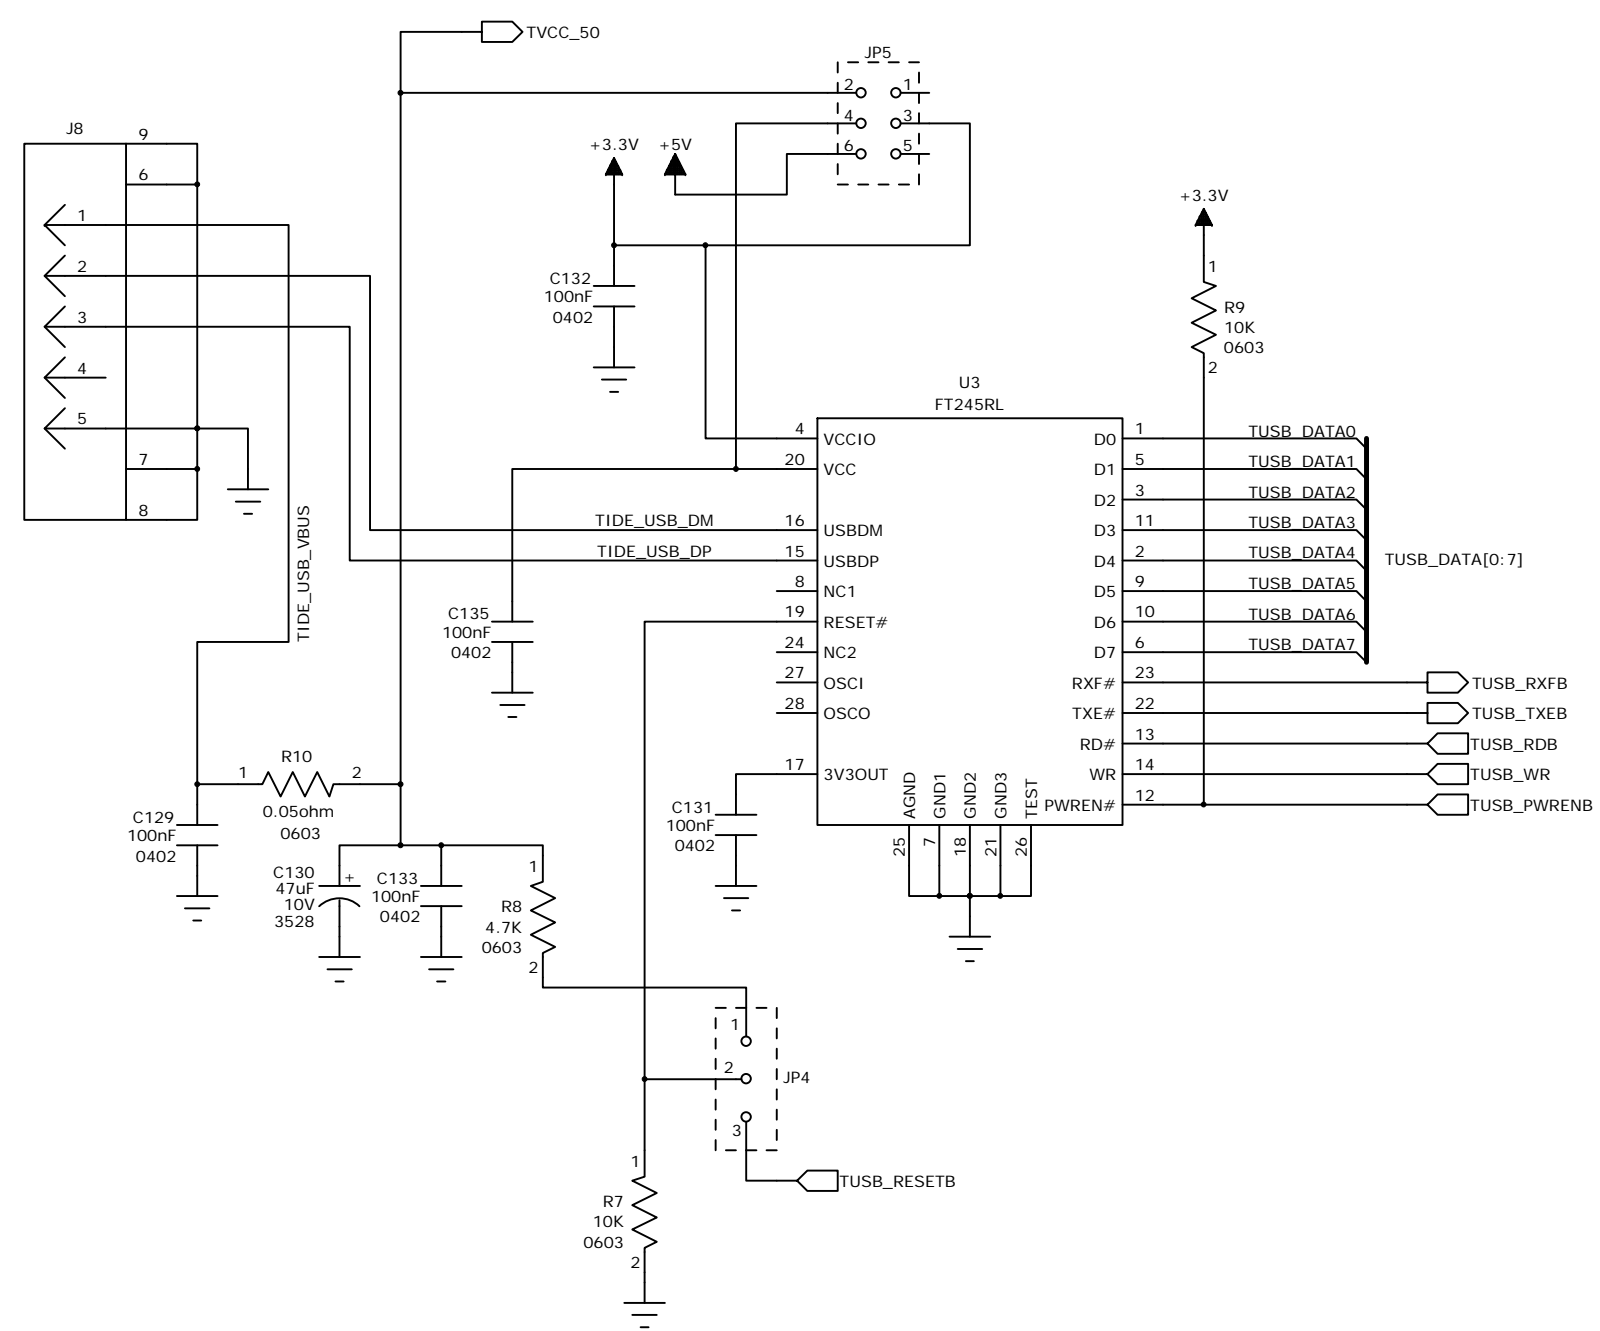 TVCC_50
JP5
2
1
4
3
6
5
+3.3V
+5V
J8
9
6
1
2
3
4
5
7
8
TIDE_USB_VBUS
C132
100nF
0402
+3.3V
1
R9
10K
0603
2
U3
FT245RL
4
VCCIO
20
VCC
TIDE_USB_DM
16
USBDM
TIDE_USB_DP
15
USBDP
8
NC1
19
RESET#
24
NC2
27
OSCI
28
OSCO
17
3V3OUT
D0
1
TUSB_DATA0
D1
5
TUSB_DATA1
D2
3
TUSB_DATA2
D3
11
TUSB_DATA3
D4
2
TUSB_DATA4
D5
9
TUSB_DATA5
D6
10
TUSB_DATA6
D7
6
TUSB_DATA7
TUSB_DATA[0:7]
RXF#
23
TUSB_RXFB
TXE#
22
TUSB_TXEB
RD#
13
TUSB_RDB
WR
14
TUSB_WR
PWREN#
12
TUSB_PWRENB
AGND
GND1
GND2
GND3
TEST
25
7
18
21
26
C135
100nF
0402
C131
100nF
0402
R10
1
2
0.05ohm
0603
C129
100nF
0402
C130
47uF
10V
3528
+
C133
100nF
0402
1
R8
4.7K
0603
2
1
2
3
JP4
TUSB_RESETB
1
R7
10K
0603
2